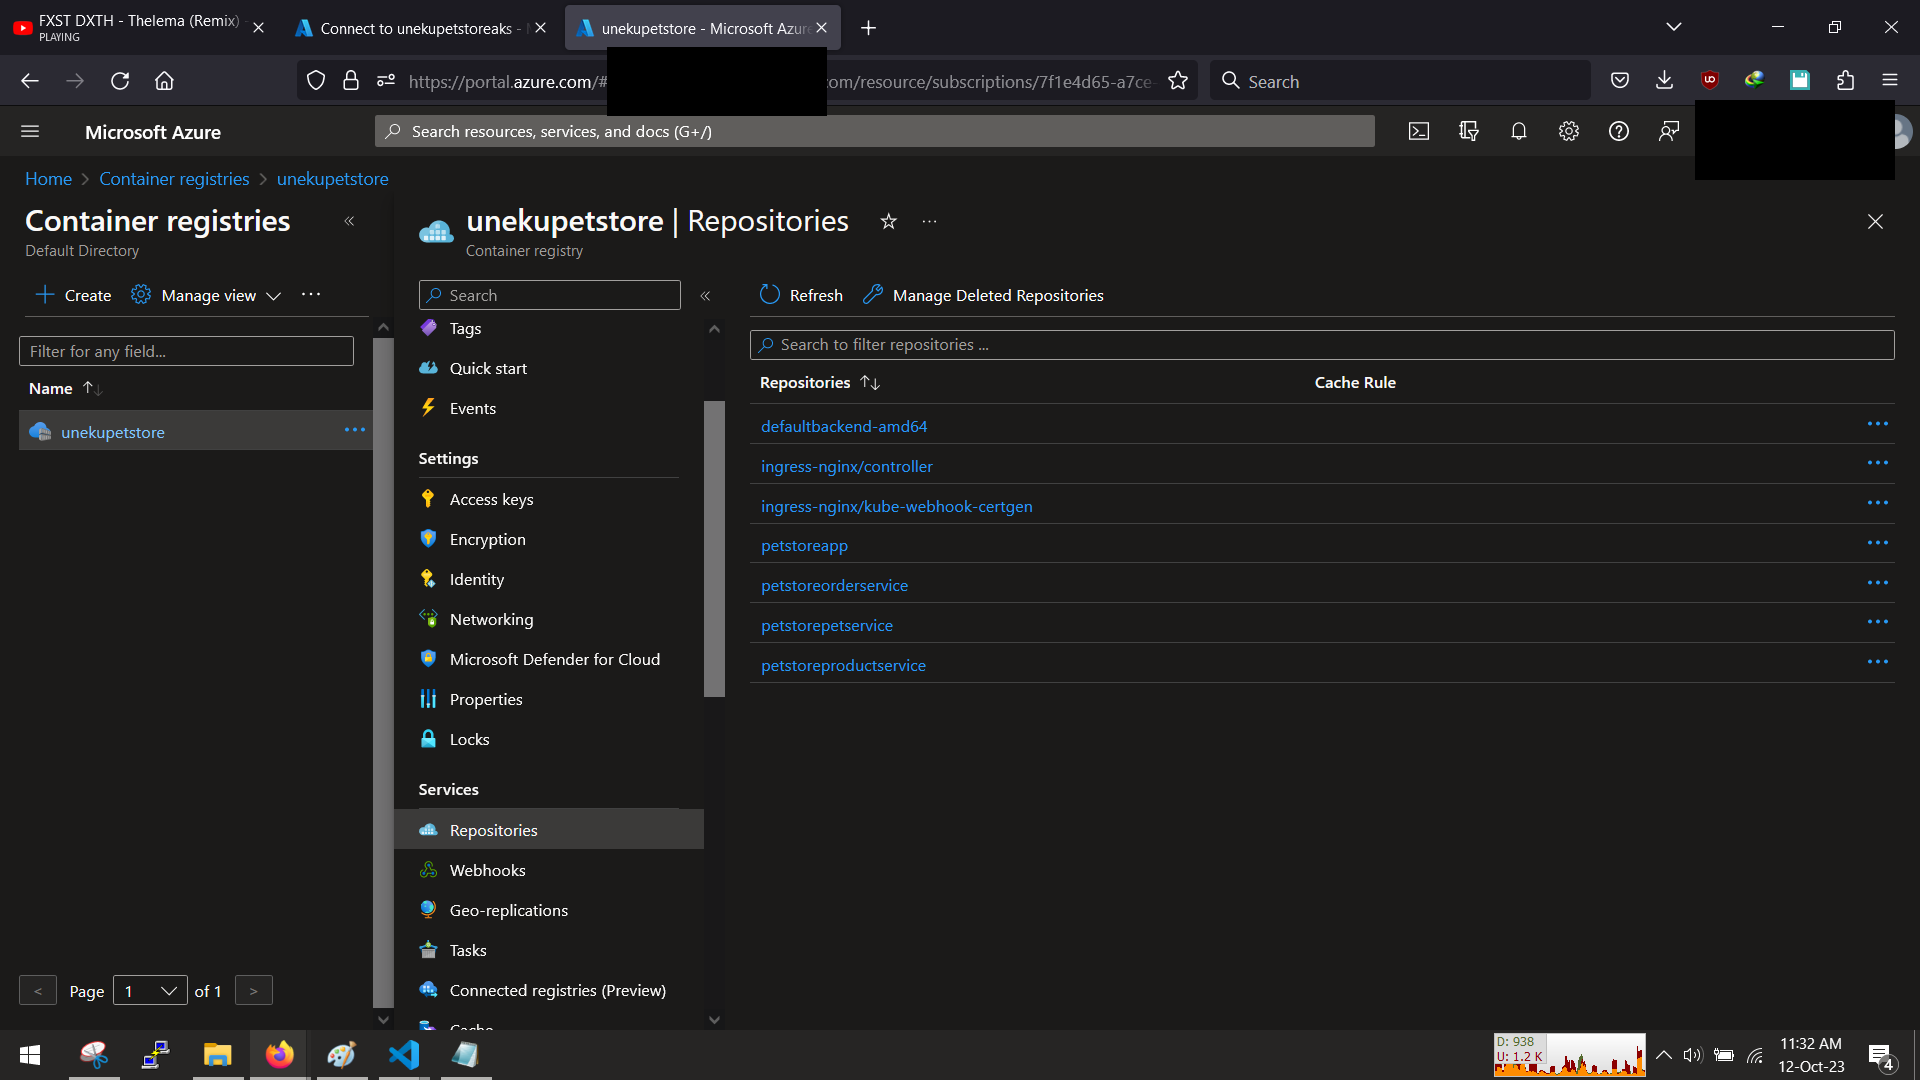 FXST DXTH - Thelema (Remix) -
PLAYING
Connect to unekupetstoreaks -
unekupetstore - Microsoft Azure
https://portal.azure.com/#
om/resource/subscriptions/7f1e4d65-a7ce-
Search
Microsoft Azure
Search resources, services, and docs (G+/)
Home > Container registries > unekupetstore
Container registries
Default Directory
Create
Manage view
Filter for any field...
Name
unekupetstore
< Page 1 of 1 >
unekupetstore | Repositories
Container registry
Search
Tags
Quick start
Events
Settings
Access keys
Encryption
Identity
Networking
Microsoft Defender for Cloud
Properties
Locks
Services
Repositories
Webhooks
Geo-replications
Tasks
Connected registries (Preview)
Cache
Refresh
Manage Deleted Repositories
Search to filter repositories ...
Repositories Cache Rule
defaultbackend-amd64
ingress-nginx/controller
ingress-nginx/kube-webhook-certgen
petstoreapp
petstoreorderservice
petstorepetservice
petstoreproductservice
D: 938
U: 1.2 K
11:32 AM
12-Oct-23
4